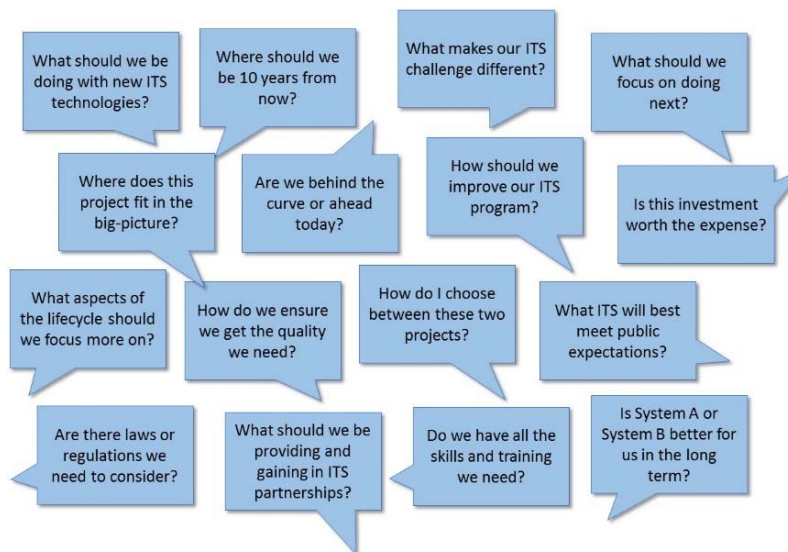 What should we be
doing with new ITS
technologies?
Where should we
be 10 years from
now?
What makes our ITS
challenge different?
What should we
focus on doing
next?
Where does this
project fit in the
big-picture?
Are we behind the
curve or ahead
today?
How should we
improve our ITS
program?
Is this investment
worth the expense?
What aspects of
the lifecycle should
we focus more on?
How do we ensure
we get the quality
we need?
How do I choose
between these two
projects?
What ITS will best
meet public
expectations?
Are there laws or
regulations we
need to consider?
What should we be
providing and
gaining in ITS
partnerships?
Do we have all the
skills and training
we need?
Is System A or
System B better for
us in the long
term?